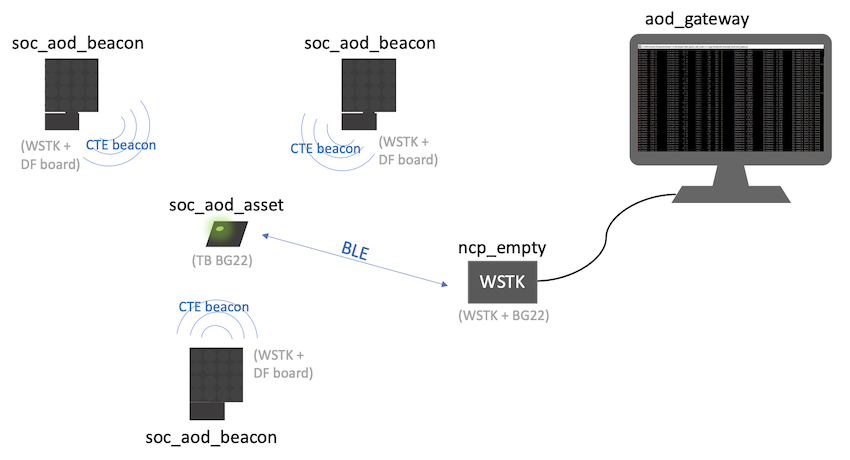 aod_gateway
soc_aod_beacon
soc_aod_beacon
(WSTK +
DF board)
CTE beacon
CTE beacon
(WSTK +
DF board)
soc_aod_asset
(TB BG22)
BLE
ncp_empty
WSTK
(WSTK + BG22)
CTE beacon
(WSTK +
DF board)
soc_aod_beacon